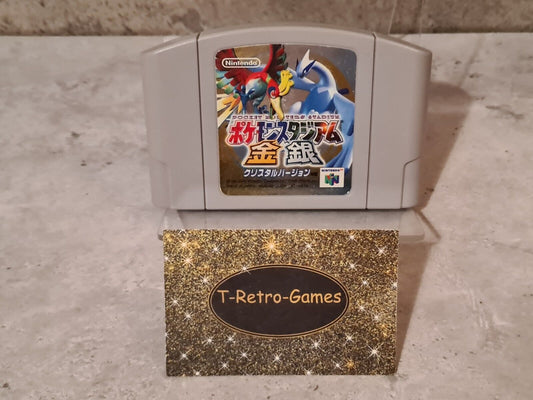 Nintendo
ポケモンスタジアム
金銀
クリスタルバージョン
NINTENDO
T-Retro-Games